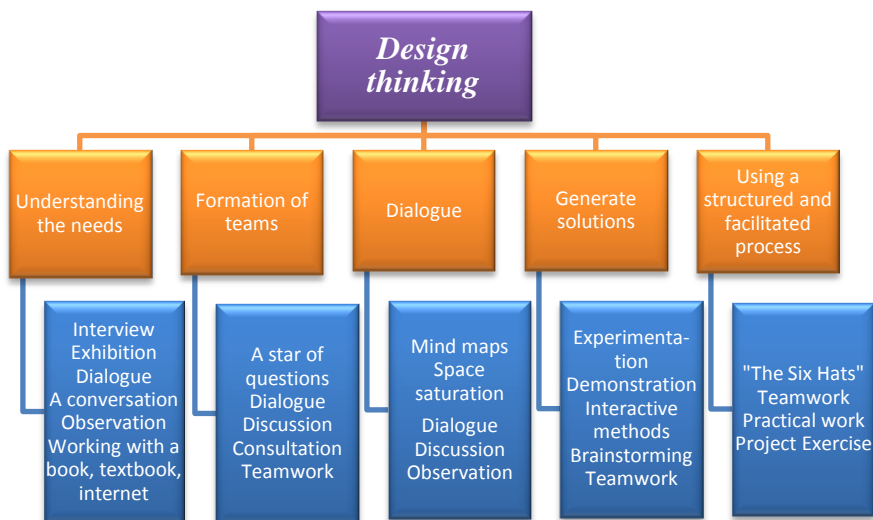 Design
thinking
Understanding
the needs
Formation of
teams
Dialogue
Generate
solutions
Using a
structured and
facilitated
process
Interview
Exhibition
Dialogue
A conversation
Observation
Working with a
book, textbook,
internet
A star of
questions
Dialogue
Discussion
Consultation
Teamwork
Mind maps
Space
saturation
Dialogue
Discussion
Observation
Experimenta-
tion
Demonstration
Interactive
methods
Brainstorming
Teamwork
"The Six Hats"
Teamwork
Practical work
Project Exercise